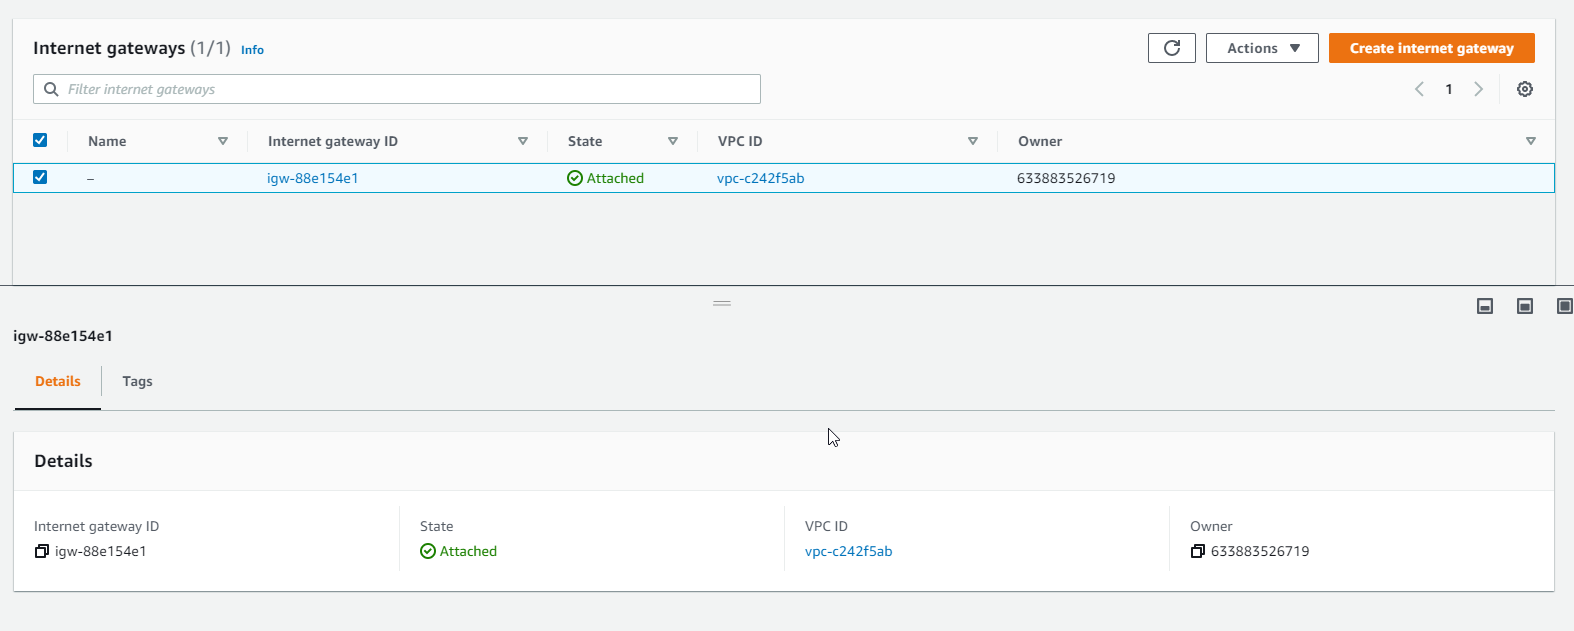 Internet gateways (1/1) Info
Actions
Create internet gateway
Filter internet gateways
1
Name Internet gateway ID State VPC ID Owner
– igw-88e154e1 Attached vpc-c242f5ab 633883526719
igw-88e154e1
Details Tags
Details
Internet gateway ID State VPC ID Owner
igw-88e154e1 Attached vpc-c242f5ab 633883526719